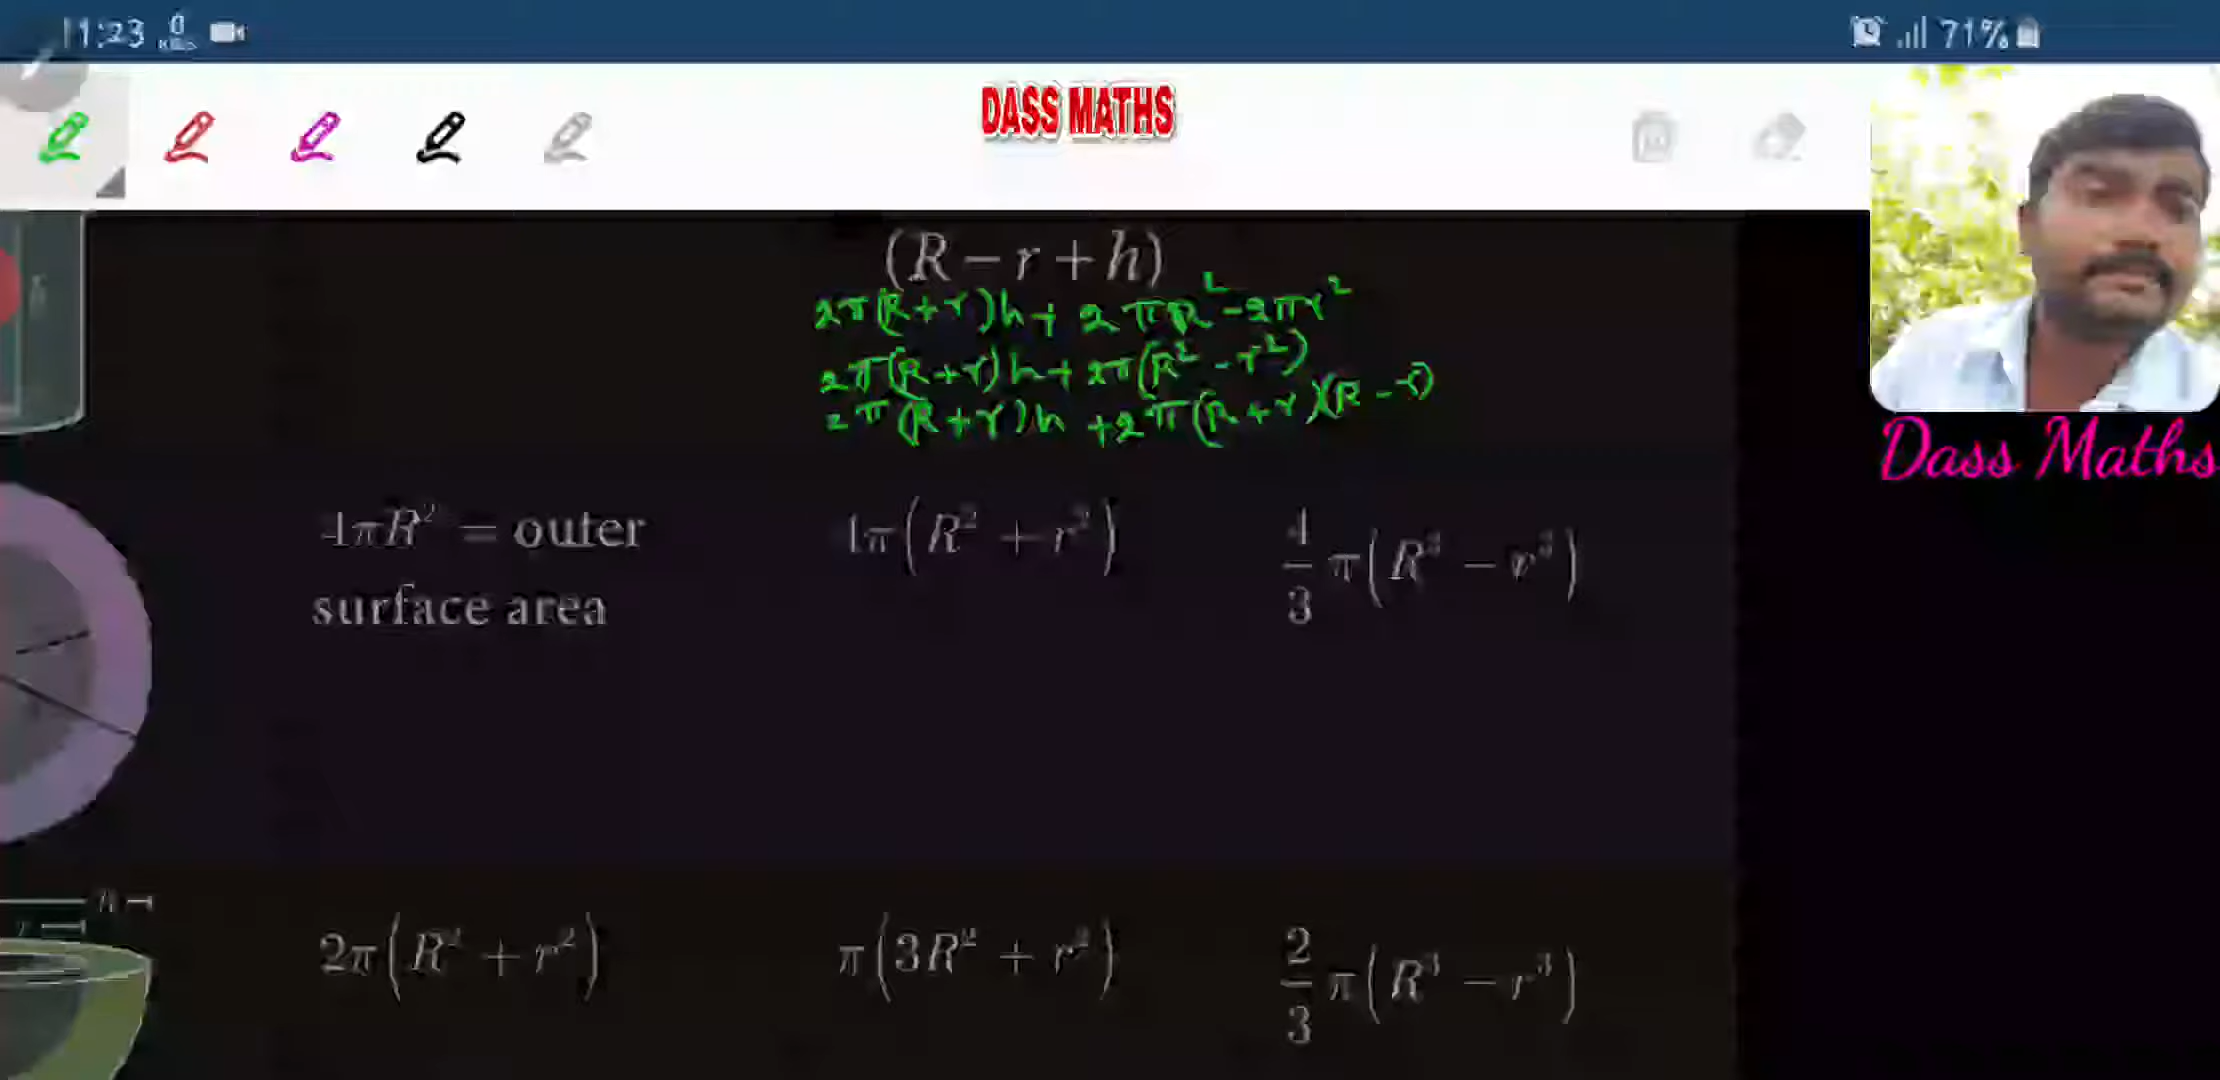 11:23
71%
DASS MATHS
(R − r + h)
2π(R+r)h + 2πR² − 2πr²
2π(R+r)h + 2π(R² − r²)
2π(R+r)h + 2π(R+r)(R − r)
Dass Maths
4πR² = outer
surface area
4π(R² + r²)
4/3 π(R³ − r³)
2π(R² + r²)
π(3R² + r²)
2/3 π(R³ − r³)